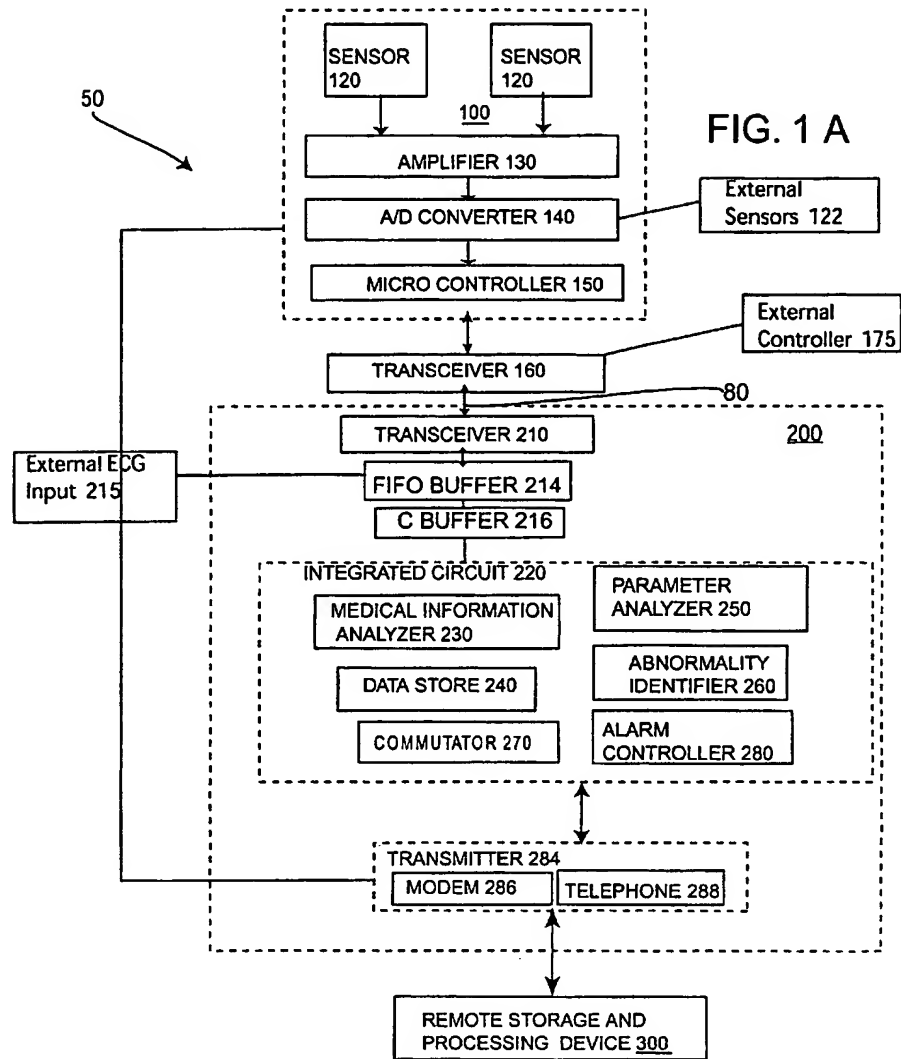 SENSOR
120
SENSOR
120
50
100
FIG. 1 A
AMPLIFIER 130
A/D CONVERTER 140
External
Sensors 122
MICRO CONTROLLER 150
External
Controller 175
TRANSCEIVER 160
80
TRANSCEIVER 210
200
External ECG
Input 215
FIFO BUFFER 214
C BUFFER 216
INTEGRATED CIRCUIT 220
MEDICAL INFORMATION
ANALYZER 230
PARAMETER
ANALYZER 250
DATA STORE 240
ABNORMALITY
IDENTIFIER 260
COMMUTATOR 270
ALARM
CONTROLLER 280
TRANSMITTER 284
MODEM 286
TELEPHONE 288
REMOTE STORAGE AND
PROCESSING DEVICE 300